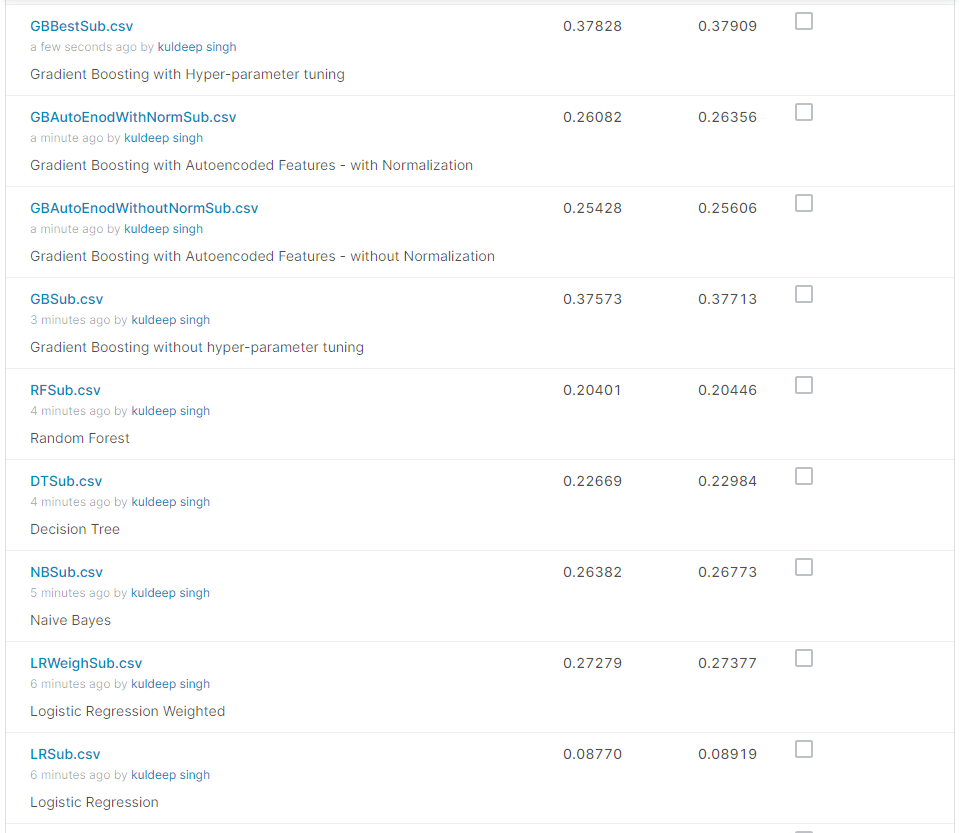 GBBestSub.csv 0.37828 0.37909
a few seconds ago by kuldeep singh
Gradient Boosting with Hyper-parameter tuning
GBAutoEnodWithNormSub.csv 0.26082 0.26356
a minute ago by kuldeep singh
Gradient Boosting with Autoencoded Features - with Normalization
GBAutoEnodWithoutNormSub.csv 0.25428 0.25606
a minute ago by kuldeep singh
Gradient Boosting with Autoencoded Features - without Normalization
GBSub.csv 0.37573 0.37713
3 minutes ago by kuldeep singh
Gradient Boosting without hyper-parameter tuning
RFSub.csv 0.20401 0.20446
4 minutes ago by kuldeep singh
Random Forest
DTSub.csv 0.22669 0.22984
4 minutes ago by kuldeep singh
Decision Tree
NBSub.csv 0.26382 0.26773
5 minutes ago by kuldeep singh
Naive Bayes
LRWeighSub.csv 0.27279 0.27377
6 minutes ago by kuldeep singh
Logistic Regression Weighted
LRSub.csv 0.08770 0.08919
6 minutes ago by kuldeep singh
Logistic Regression